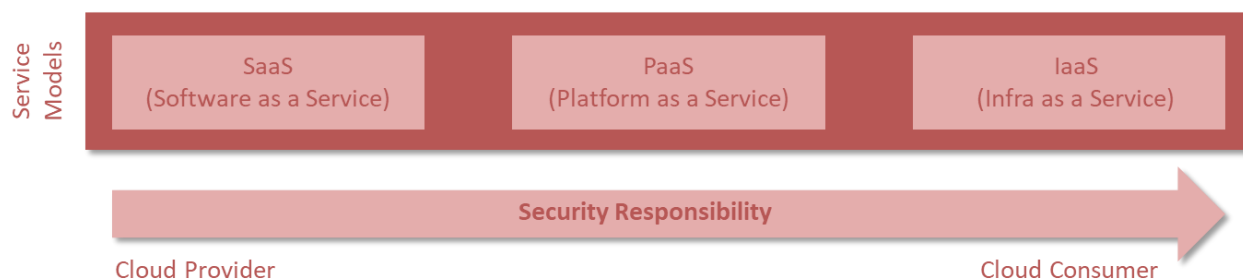 Service
Models
SaaS
(Software as a Service)
PaaS
(Platform as a Service)
IaaS
(Infra as a Service)
Security Responsibility
Cloud Provider
Cloud Consumer